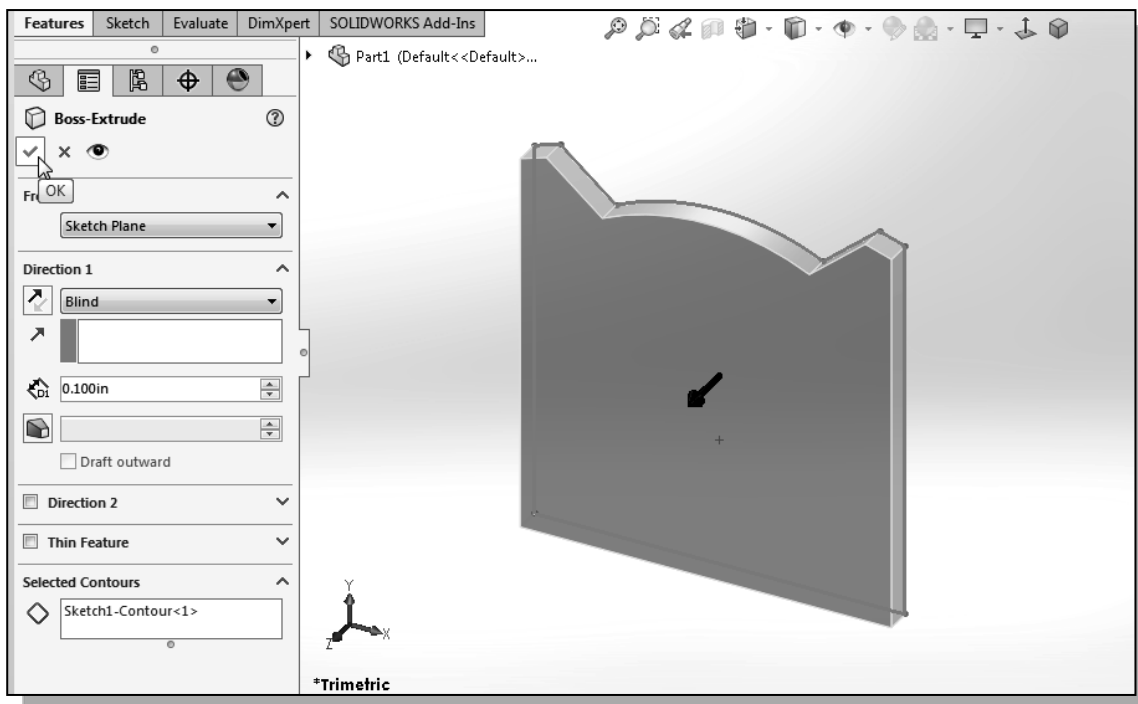 Features Sketch Evaluate DimXpert SOLIDWORKS Add-Ins
Part1 (Default<<Default>...
Boss-Extrude
OK
Sketch Plane
Direction 1
Blind
D1 0.100in
Draft outward
Direction 2
Thin Feature
Selected Contours
Sketch1-Contour<1>
Y
X
Z
*Trimetric